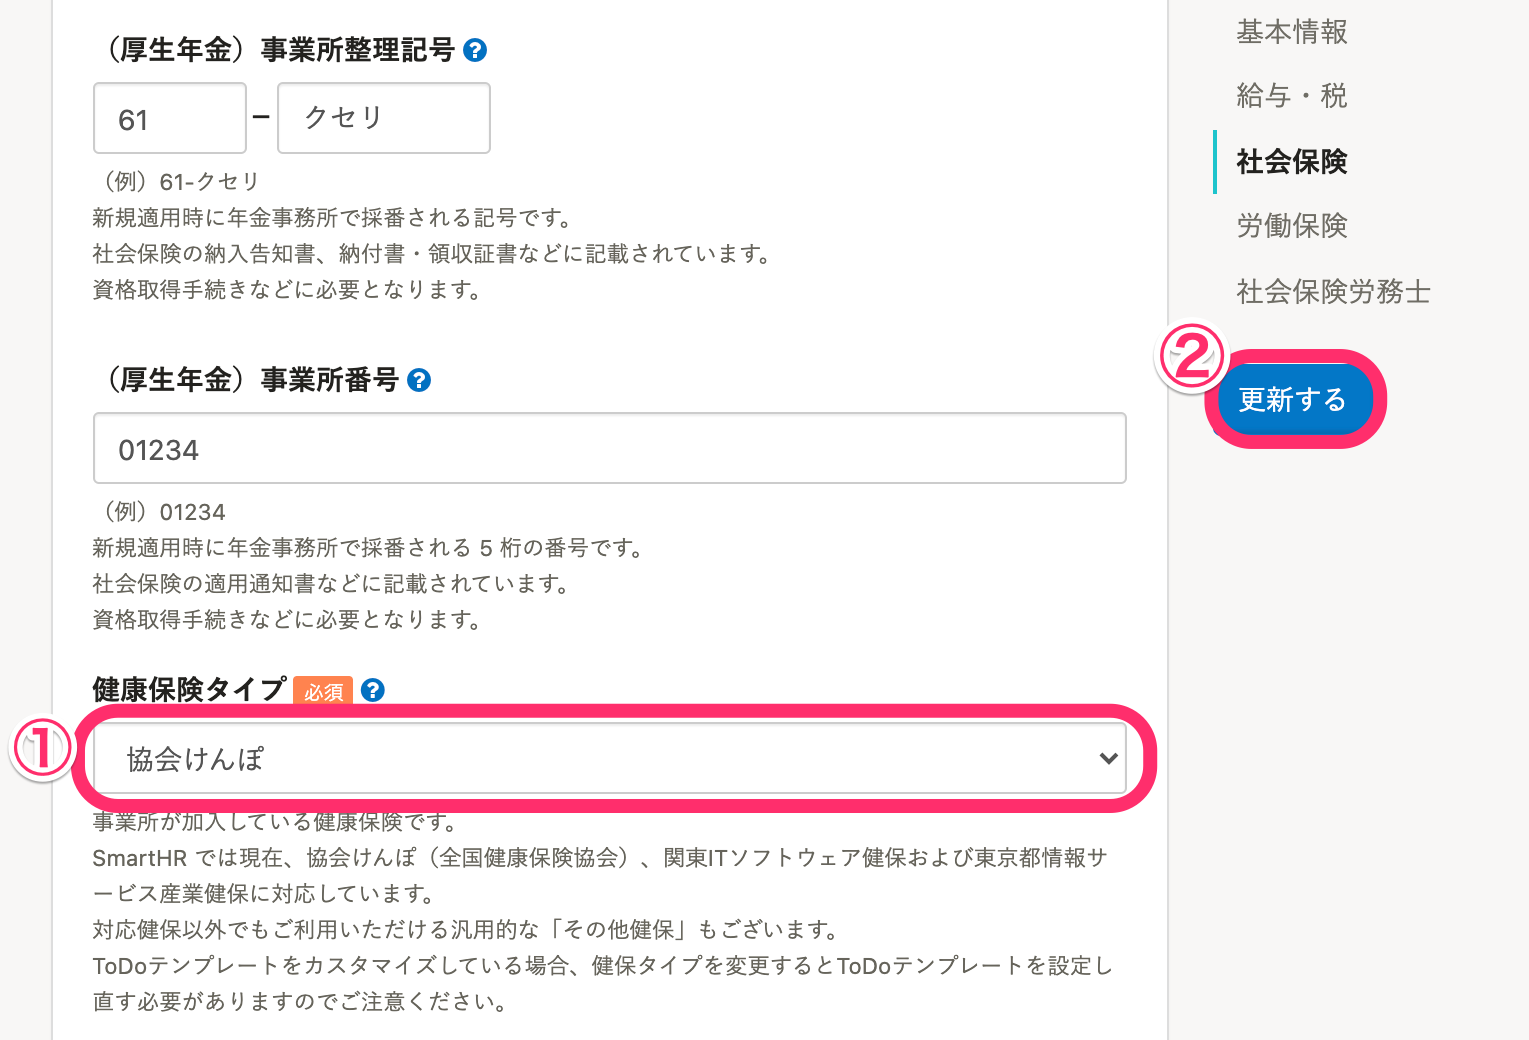 （厚生年金）事業所整理記号 ?
61 - クセリ
（例）61-クセリ
新規適用時に年金事務所で採番される記号です。
社会保険の納入告知書、納付書・領収証書などに記載されています。
資格取得手続きなどに必要となります。
（厚生年金）事業所番号 ?
01234
（例）01234
新規適用時に年金事務所で採番される 5 桁の番号です。
社会保険の適用通知書などに記載されています。
資格取得手続きなどに必要となります。
健康保険タイプ 必須 ?
①
協会けんぽ
事業所が加入している健康保険です。
SmartHR では現在、協会けんぽ（全国健康保険協会）、関東ITソフトウェア健保および東京都情報サ
ービス産業健保に対応しています。
対応健保以外でもご利用いただける汎用的な「その他健保」もございます。
ToDoテンプレートをカスタマイズしている場合、健保タイプを変更するとToDoテンプレートを設定し
直す必要がありますのでご注意ください。
基本情報
給与・税
社会保険
労働保険
社会保険労務士
②
更新する